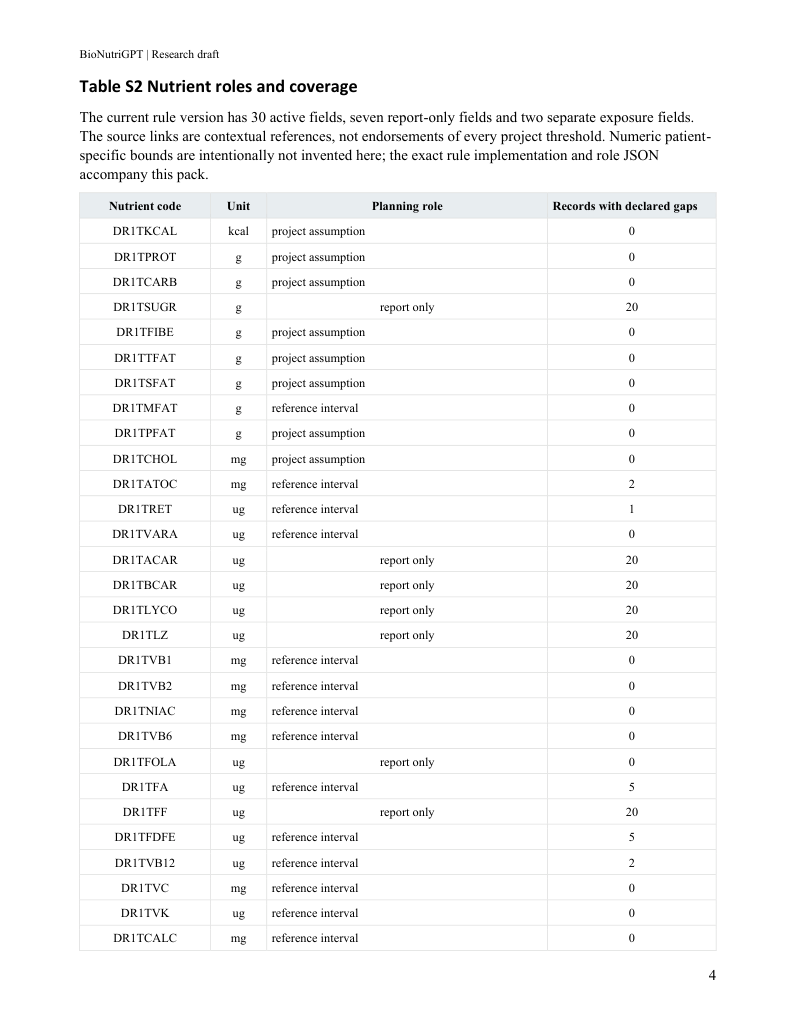 BioNutriGPT | Research draft
Table S2 Nutrient roles and coverage
The current rule version has 30 active fields, seven report-only fields and two separate exposure fields.
The source links are contextual references, not endorsements of every project threshold. Numeric patient-
specific bounds are intentionally not invented here; the exact rule implementation and role JSON
accompany this pack.
Nutrient code Unit Planning role Records with declared gaps
DR1TKCAL kcal project assumption 0
DR1TPROT g project assumption 0
DR1TCARB g project assumption 0
DR1TSUGR g report only 20
DR1TFIBE g project assumption 0
DR1TTFAT g project assumption 0
DR1TSFAT g project assumption 0
DR1TMFAT g reference interval 0
DR1TPFAT g project assumption 0
DR1TCHOL mg project assumption 0
DR1TATOC mg reference interval 2
DR1TRET ug reference interval 1
DR1TVARA ug reference interval 0
DR1TACAR ug report only 20
DR1TBCAR ug report only 20
DR1TLYCO ug report only 20
DR1TLZ ug report only 20
DR1TVB1 mg reference interval 0
DR1TVB2 mg reference interval 0
DR1TNIAC mg reference interval 0
DR1TVB6 mg reference interval 0
DR1TFOLA ug report only 0
DR1TFA ug reference interval 5
DR1TFF ug report only 20
DR1TFDFE ug reference interval 5
DR1TVB12 ug reference interval 2
DR1TVC mg reference interval 0
DR1TVK ug reference interval 0
DR1TCALC mg reference interval 0
4